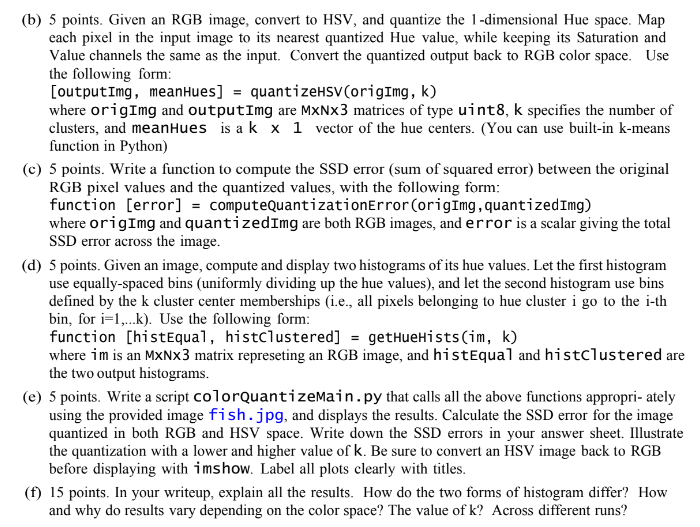 (b) 5 points. Given an RGB image, convert to HSV, and quantize the 1-dimensional Hue space. Map
each pixel in the input image to its nearest quantized Hue value, while keeping its Saturation and
Value channels the same as the input. Convert the quantized output back to RGB color space. Use
the following form:
[outputImg, meanHues] = quantizeHSV(origImg, k)
where origImg and outputImg are MxNx3 matrices of type uint8, k specifies the number of
clusters, and meanHues is a k x 1 vector of the hue centers. (You can use built-in k-means
function in Python)
(c) 5 points. Write a function to compute the SSD error (sum of squared error) between the original
RGB pixel values and the quantized values, with the following form:
function [error] = computeQuantizationError(origImg,quantizedImg)
where origImg and quantizedImg are both RGB images, and error is a scalar giving the total
SSD error across the image.
(d) 5 points. Given an image, compute and display two histograms of its hue values. Let the first histogram
use equally-spaced bins (uniformly dividing up the hue values), and let the second histogram use bins
defined by the k cluster center memberships (i.e., all pixels belonging to hue cluster i go to the i-th
bin, for i=1,...k). Use the following form:
function [histEqual, histClustered] = getHueHists(im, k)
where im is an MxNx3 matrix represeting an RGB image, and histEqual and histClustered are
the two output histograms.
(e) 5 points. Write a script colorQuantizeMain.py that calls all the above functions appropri- ately
using the provided image fish.jpg, and displays the results. Calculate the SSD error for the image
quantized in both RGB and HSV space. Write down the SSD errors in your answer sheet. Illustrate
the quantization with a lower and higher value of k. Be sure to convert an HSV image back to RGB
before displaying with imshow. Label all plots clearly with titles.
(f) 15 points. In your writeup, explain all the results. How do the two forms of histogram differ? How
and why do results vary depending on the color space? The value of k? Across different runs?